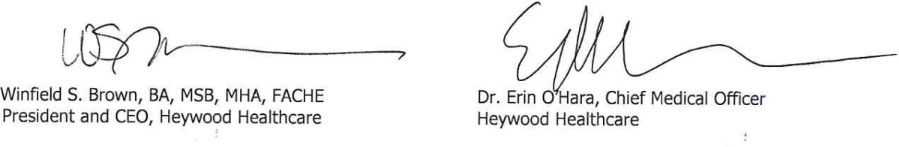 Winfield S. Brown, BA, MSB, MHA, FACHE
President and CEO, Heywood Healthcare
Dr. Erin O'Hara, Chief Medical Officer
Heywood Healthcare